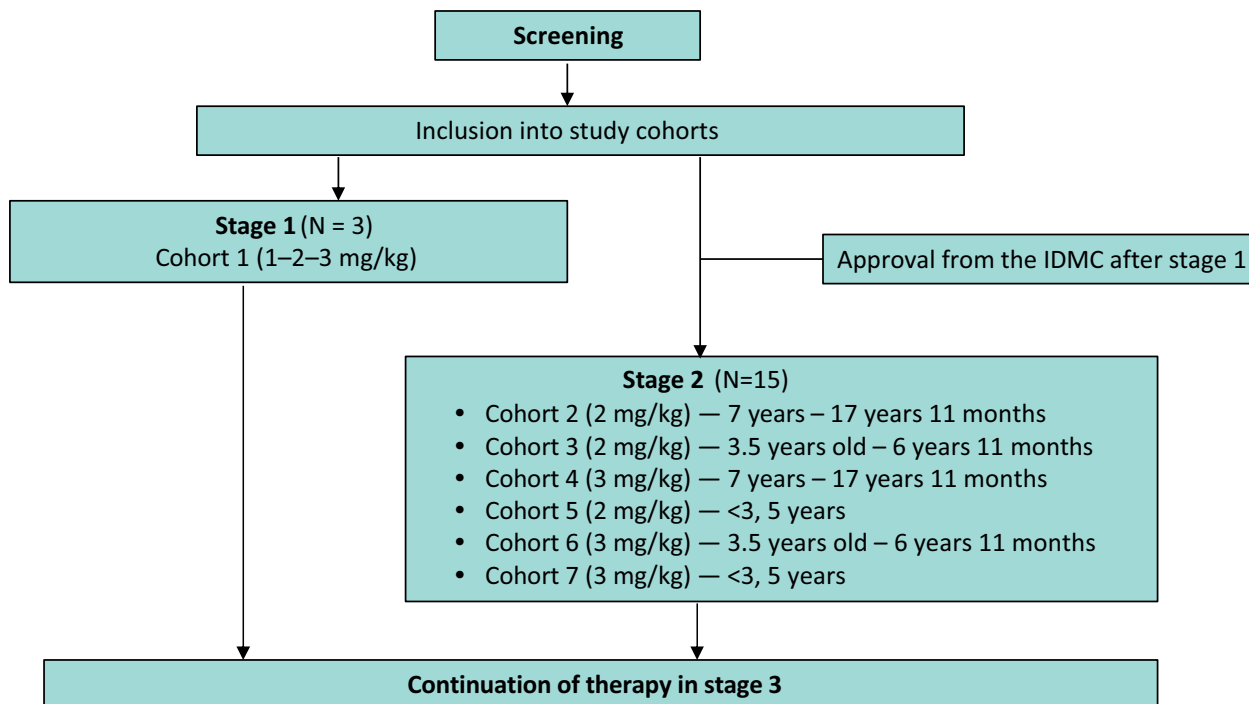 Screening
Inclusion into study cohorts
Stage 1 (N = 3)
Cohort 1 (1–2–3 mg/kg)
Approval from the IDMC after stage 1
Stage 2 (N=15)
• Cohort 2 (2 mg/kg) — 7 years – 17 years 11 months
• Cohort 3 (2 mg/kg) — 3.5 years old – 6 years 11 months
• Cohort 4 (3 mg/kg) — 7 years – 17 years 11 months
• Cohort 5 (2 mg/kg) — <3, 5 years
• Cohort 6 (3 mg/kg) — 3.5 years old – 6 years 11 months
• Cohort 7 (3 mg/kg) — <3, 5 years
Continuation of therapy in stage 3